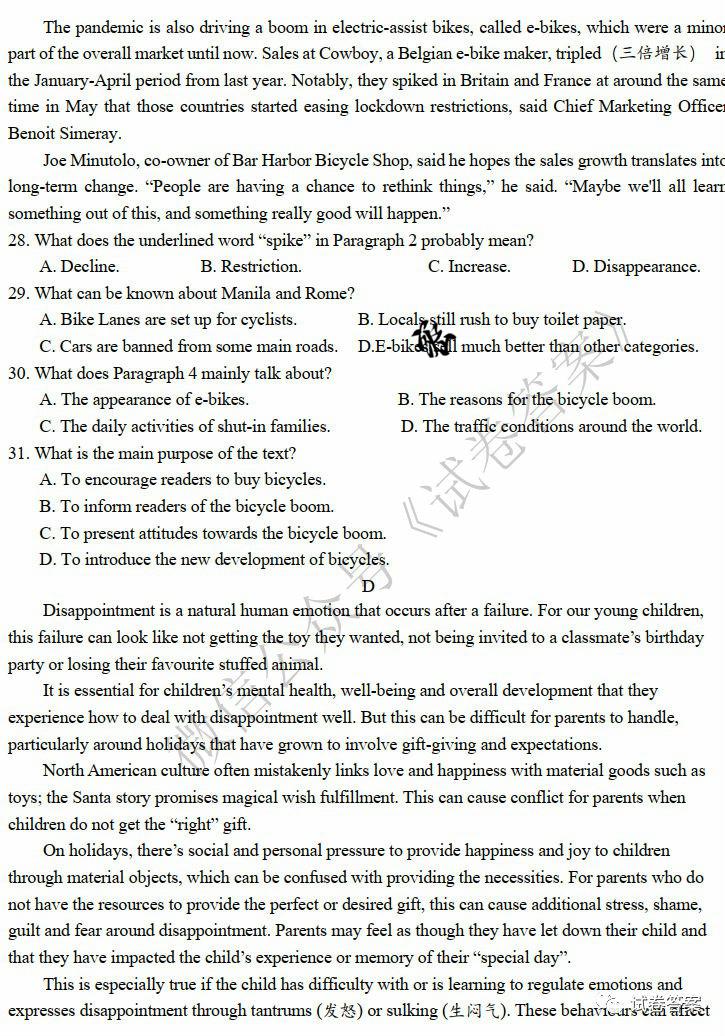 The pandemic is also driving a boom in electric-assist bikes, called e-bikes, which were a minor
part of the overall market until now. Sales at Cowboy, a Belgian e-bike maker, tripled（三倍增长） in
the January-April period from last year. Notably, they spiked in Britain and France at around the same
time in May that those countries started easing lockdown restrictions, said Chief Marketing Officer
Benoit Simeray.
Joe Minutolo, co-owner of Bar Harbor Bicycle Shop, said he hopes the sales growth translates into
long-term change. “People are having a chance to rethink things,” he said. “Maybe we'll all learn
something out of this, and something really good will happen.”
28. What does the underlined word “spike” in Paragraph 2 probably mean?
A. Decline. B. Restriction. C. Increase. D. Disappearance.
29. What can be known about Manila and Rome?
A. Bike Lanes are set up for cyclists. B. Locals still rush to buy toilet paper.
C. Cars are banned from some main roads. D.E-bikes sell much better than other categories.
30. What does Paragraph 4 mainly talk about?
A. The appearance of e-bikes. B. The reasons for the bicycle boom.
C. The daily activities of shut-in families. D. The traffic conditions around the world.
31. What is the main purpose of the text?
A. To encourage readers to buy bicycles.
B. To inform readers of the bicycle boom.
C. To present attitudes towards the bicycle boom.
D. To introduce the new development of bicycles.
D
Disappointment is a natural human emotion that occurs after a failure. For our young children,
this failure can look like not getting the toy they wanted, not being invited to a classmate’s birthday
party or losing their favourite stuffed animal.
It is essential for children’s mental health, well-being and overall development that they
experience how to deal with disappointment well. But this can be difficult for parents to handle,
particularly around holidays that have grown to involve gift-giving and expectations.
North American culture often mistakenly links love and happiness with material goods such as
toys; the Santa story promises magical wish fulfillment. This can cause conflict for parents when
children do not get the “right” gift.
On holidays, there’s social and personal pressure to provide happiness and joy to children
through material objects, which can be confused with providing the necessities. For parents who do
not have the resources to provide the perfect or desired gift, this can cause additional stress, shame,
guilt and fear around disappointment. Parents may feel as though they have let down their child and
that they have impacted the child’s experience or memory of their “special day”.
This is especially true if the child has difficulty with or is learning to regulate emotions and
expresses disappointment through tantrums (发怒) or sulking (生闷气). These behaviours can affect
微信公众号《试卷答案》
试卷答案